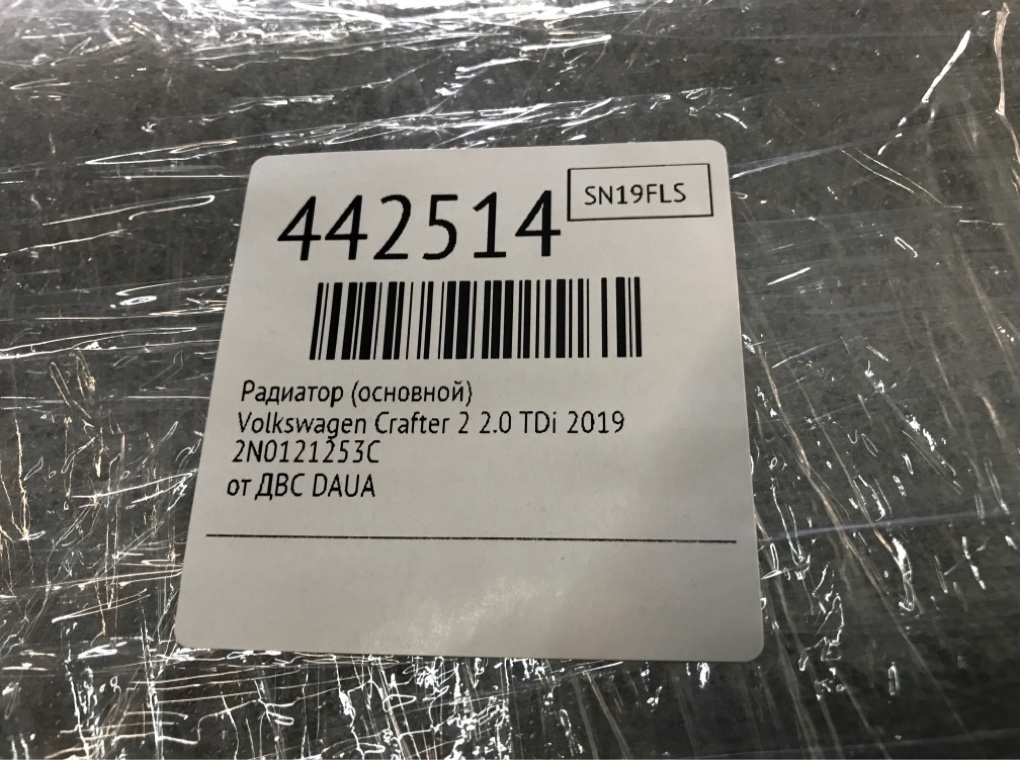 442514
SN19FLS
Радиатор (основной)
Volkswagen Crafter 2 2.0 TDi 2019
2N0121253C
от ДВС DAUA